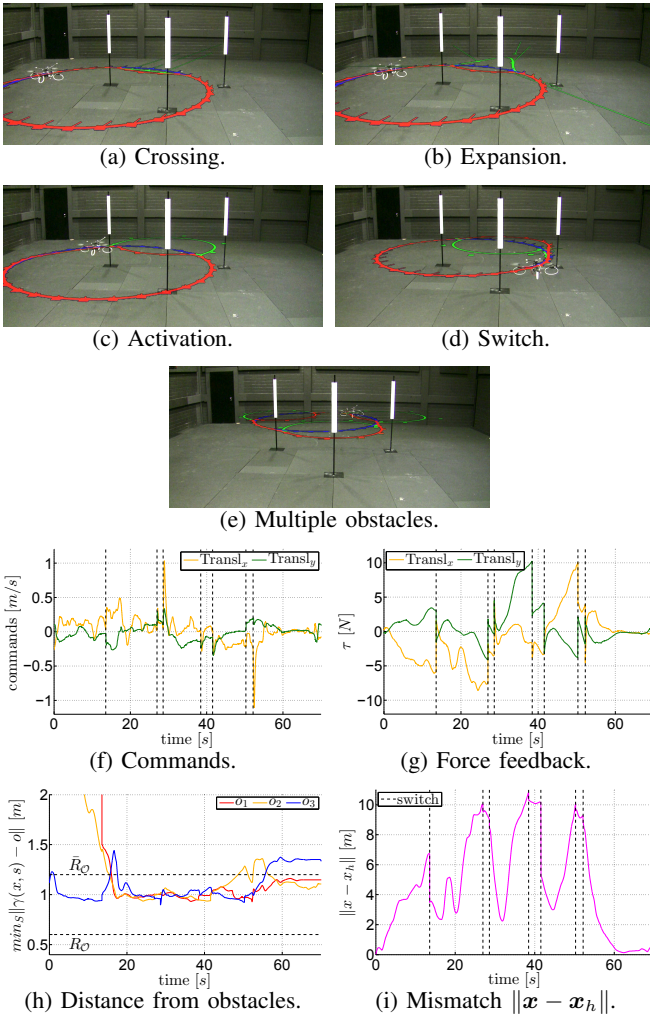 (a) Crossing.
(b) Expansion.
(c) Activation.
(d) Switch.
(e) Multiple obstacles.
commands [m/s]
1
0.5
0
−0.5
−1
Transl_x Transl_y
0 20 40 60
time [s]
(f) Commands.
τ [N]
10
5
0
−5
−10
Transl_x Transl_y
0 20 40 60
time [s]
(g) Force feedback.
min_S‖γ(x, s) − o‖ [m]
2
1.5
1
0.5
o_1 o_2 o_3
R̄_O
R_O
0 20 40 60
time [s]
(h) Distance from obstacles.
‖x − x_h‖ [m]
10
8
6
4
2
0
switch
0 20 40 60
time [s]
(i) Mismatch ‖x − x_h‖.